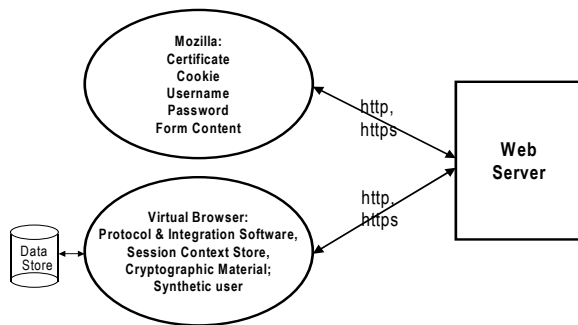 Mozilla:
Certificate
Cookie
Username
Password
Form Content
http,
https
Web
Server
http,
https
Virtual Browser:
Protocol & Integration Software,
Session Context Store,
Cryptographic Material;
Synthetic user
Data
Store